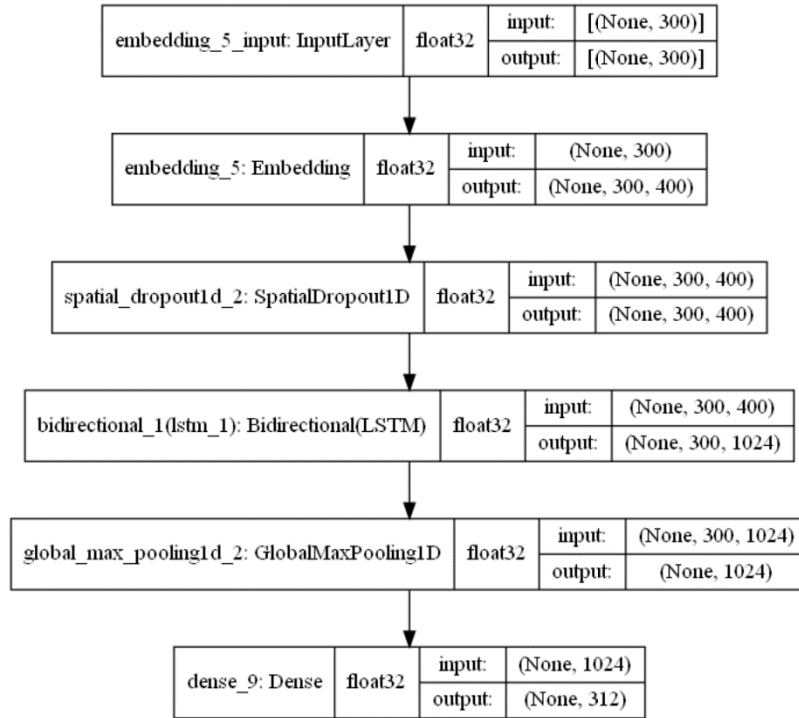 embedding_5_input: InputLayer float32 input: [(None, 300)]
output: [(None, 300)]
embedding_5: Embedding float32 input: (None, 300)
output: (None, 300, 400)
spatial_dropout1d_2: SpatialDropout1D float32 input: (None, 300, 400)
output: (None, 300, 400)
bidirectional_1(lstm_1): Bidirectional(LSTM) float32 input: (None, 300, 400)
output: (None, 300, 1024)
global_max_pooling1d_2: GlobalMaxPooling1D float32 input: (None, 300, 1024)
output: (None, 1024)
dense_9: Dense float32 input: (None, 1024)
output: (None, 312)